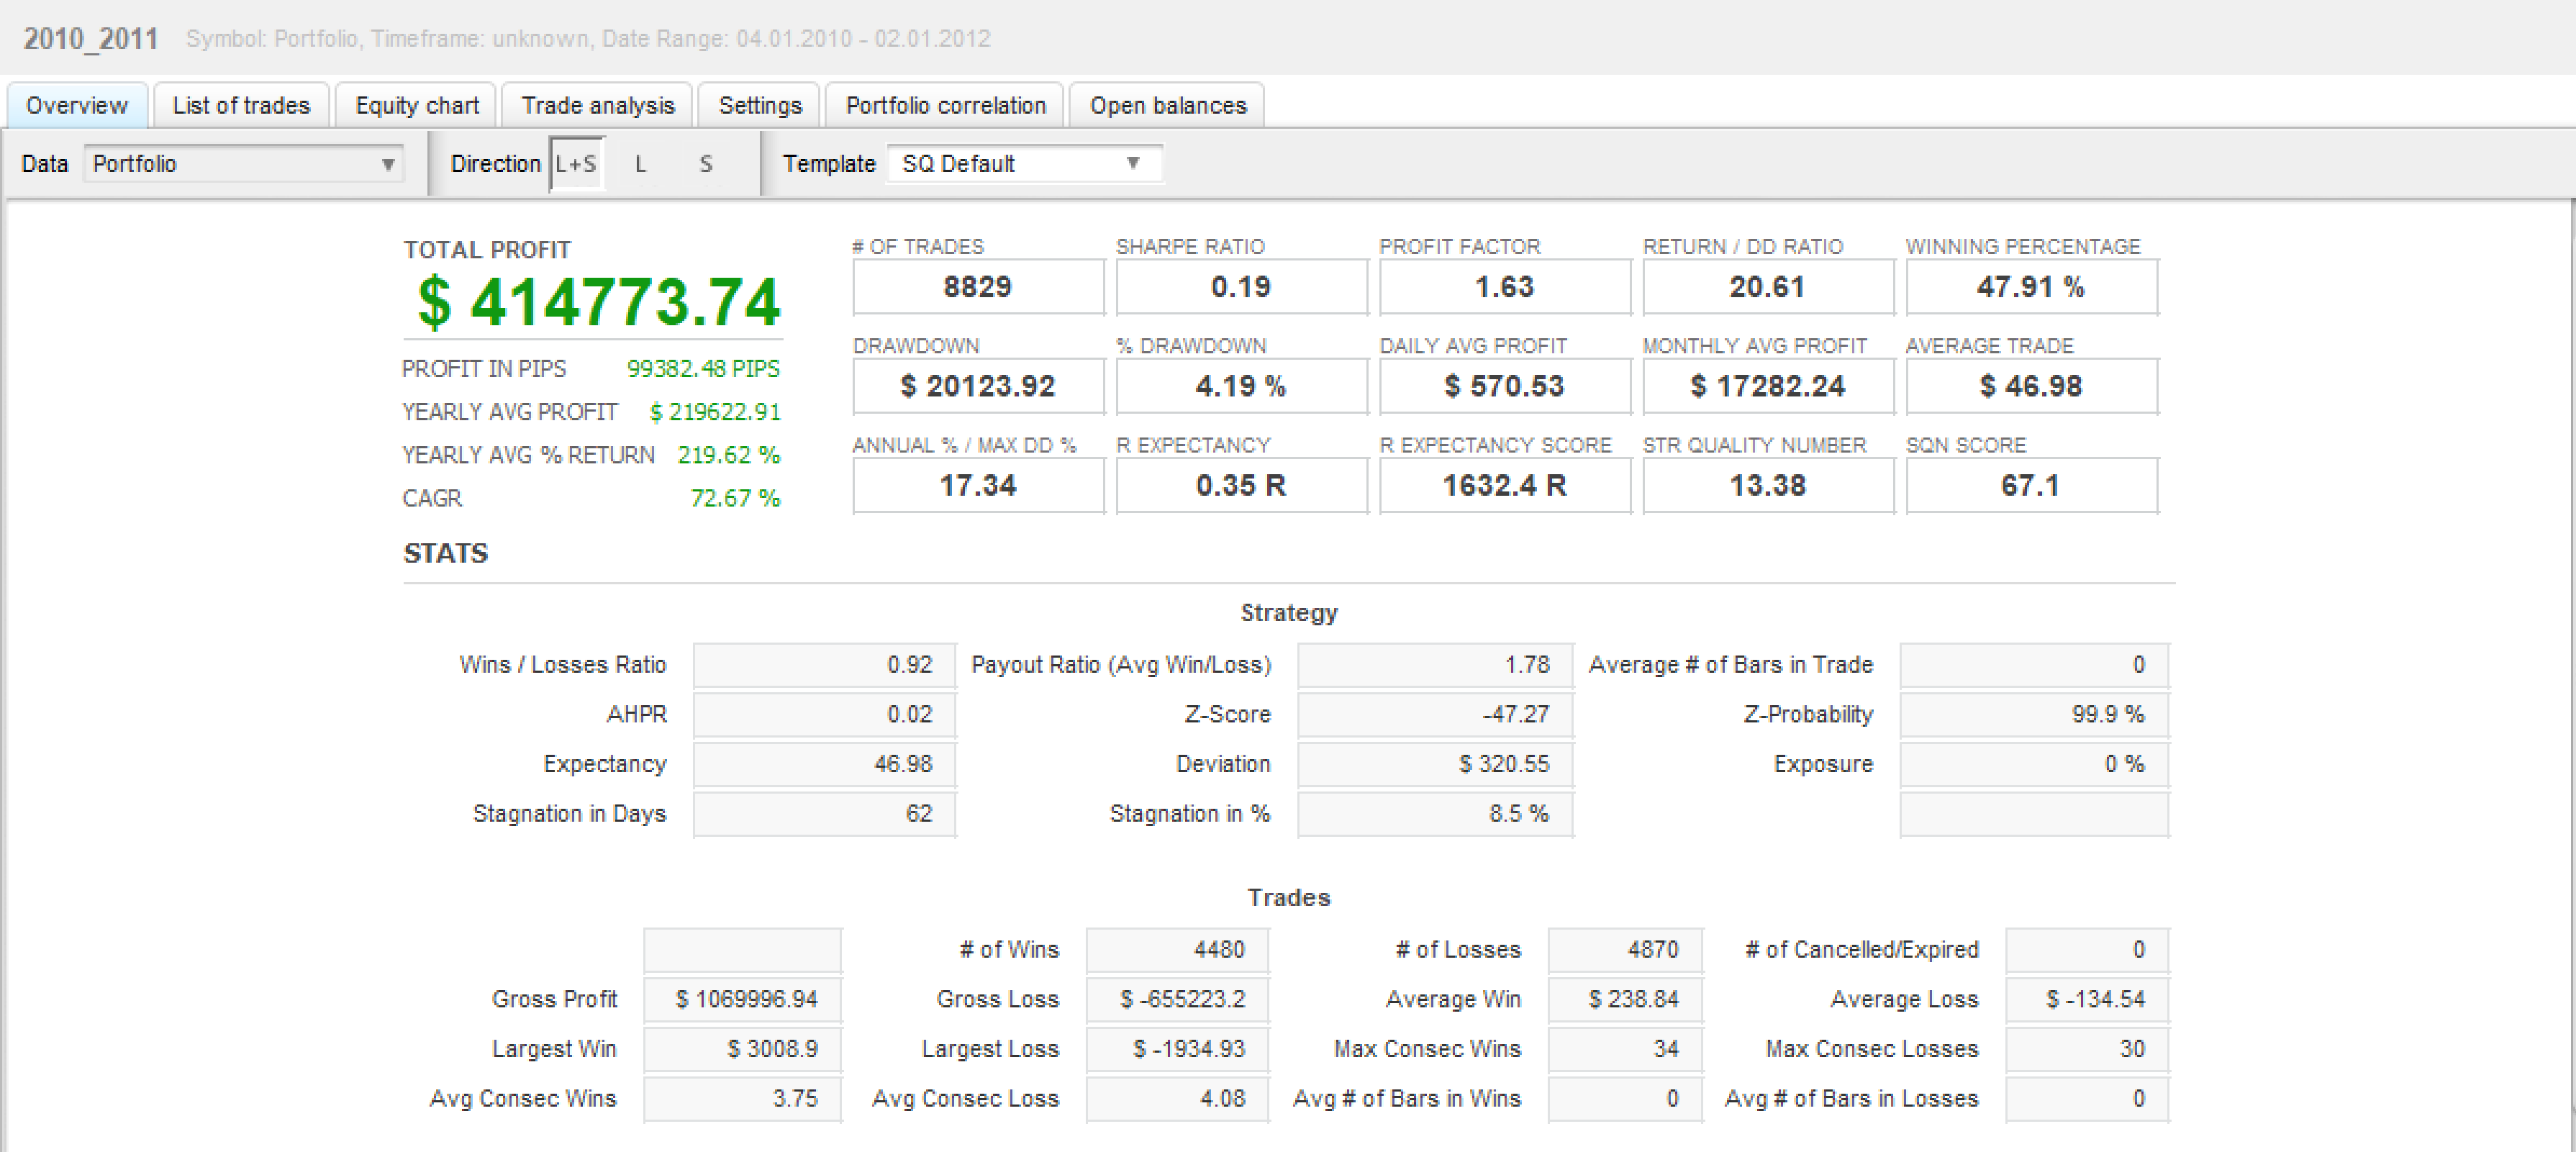 2010_2011 Symbol: Portfolio, Timeframe: unknown, Date Range: 04.01.2010 - 02.01.2012
Overview List of trades Equity chart Trade analysis Settings Portfolio correlation Open balances
Data Portfolio Direction L+S L S Template SQ Default
TOTAL PROFIT
$ 414773.74
PROFIT IN PIPS 99382.48 PIPS
YEARLY AVG PROFIT $ 219622.91
YEARLY AVG % RETURN 219.62 %
CAGR 72.67 %
# OF TRADES SHARPE RATIO PROFIT FACTOR RETURN / DD RATIO WINNING PERCENTAGE
8829 0.19 1.63 20.61 47.91 %
DRAWDOWN % DRAWDOWN DAILY AVG PROFIT MONTHLY AVG PROFIT AVERAGE TRADE
$ 20123.92 4.19 % $ 570.53 $ 17282.24 $ 46.98
ANNUAL % / MAX DD % R EXPECTANCY R EXPECTANCY SCORE STR QUALITY NUMBER SQN SCORE
17.34 0.35 R 1632.4 R 13.38 67.1
STATS
Strategy
Wins / Losses Ratio 0.92 Payout Ratio (Avg Win/Loss) 1.78 Average # of Bars in Trade 0
AHPR 0.02 Z-Score -47.27 Z-Probability 99.9 %
Expectancy 46.98 Deviation $ 320.55 Exposure 0 %
Stagnation in Days 62 Stagnation in % 8.5 %
Trades
# of Wins 4480 # of Losses 4870 # of Cancelled/Expired 0
Gross Profit $ 1069996.94 Gross Loss $ -655223.2 Average Win $ 238.84 Average Loss $ -134.54
Largest Win $ 3008.9 Largest Loss $ -1934.93 Max Consec Wins 34 Max Consec Losses 30
Avg Consec Wins 3.75 Avg Consec Loss 4.08 Avg # of Bars in Wins 0 Avg # of Bars in Losses 0